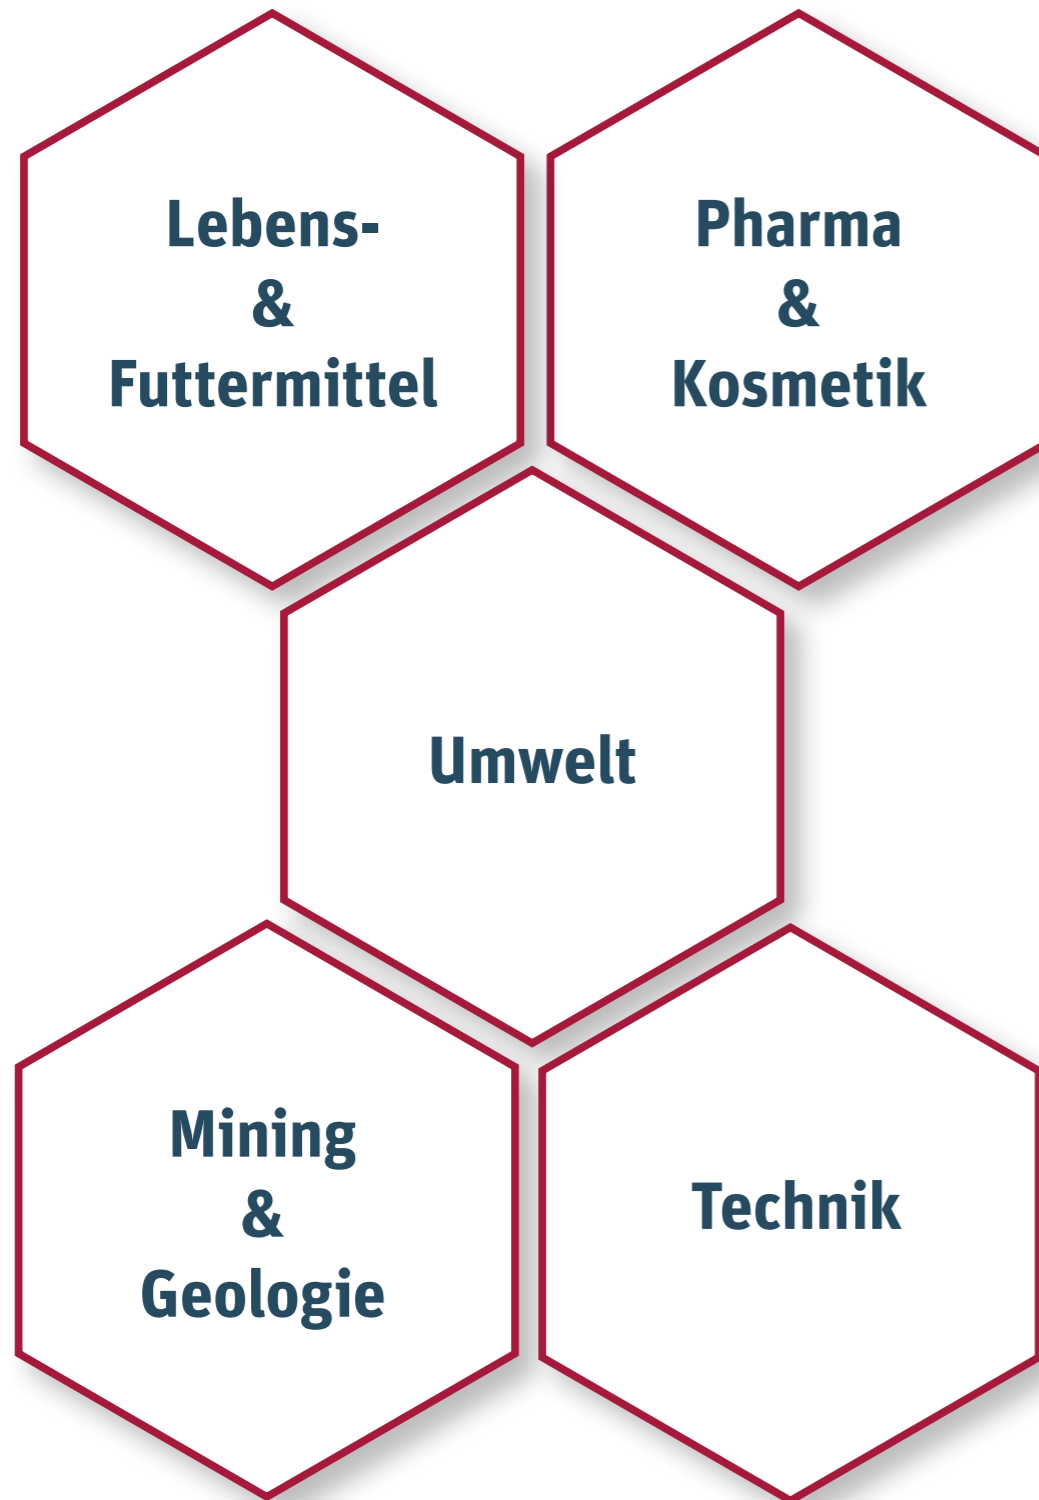 Lebens-
&
Futtermittel
Pharma
&
Kosmetik
Umwelt
Mining
&
Geologie
Technik